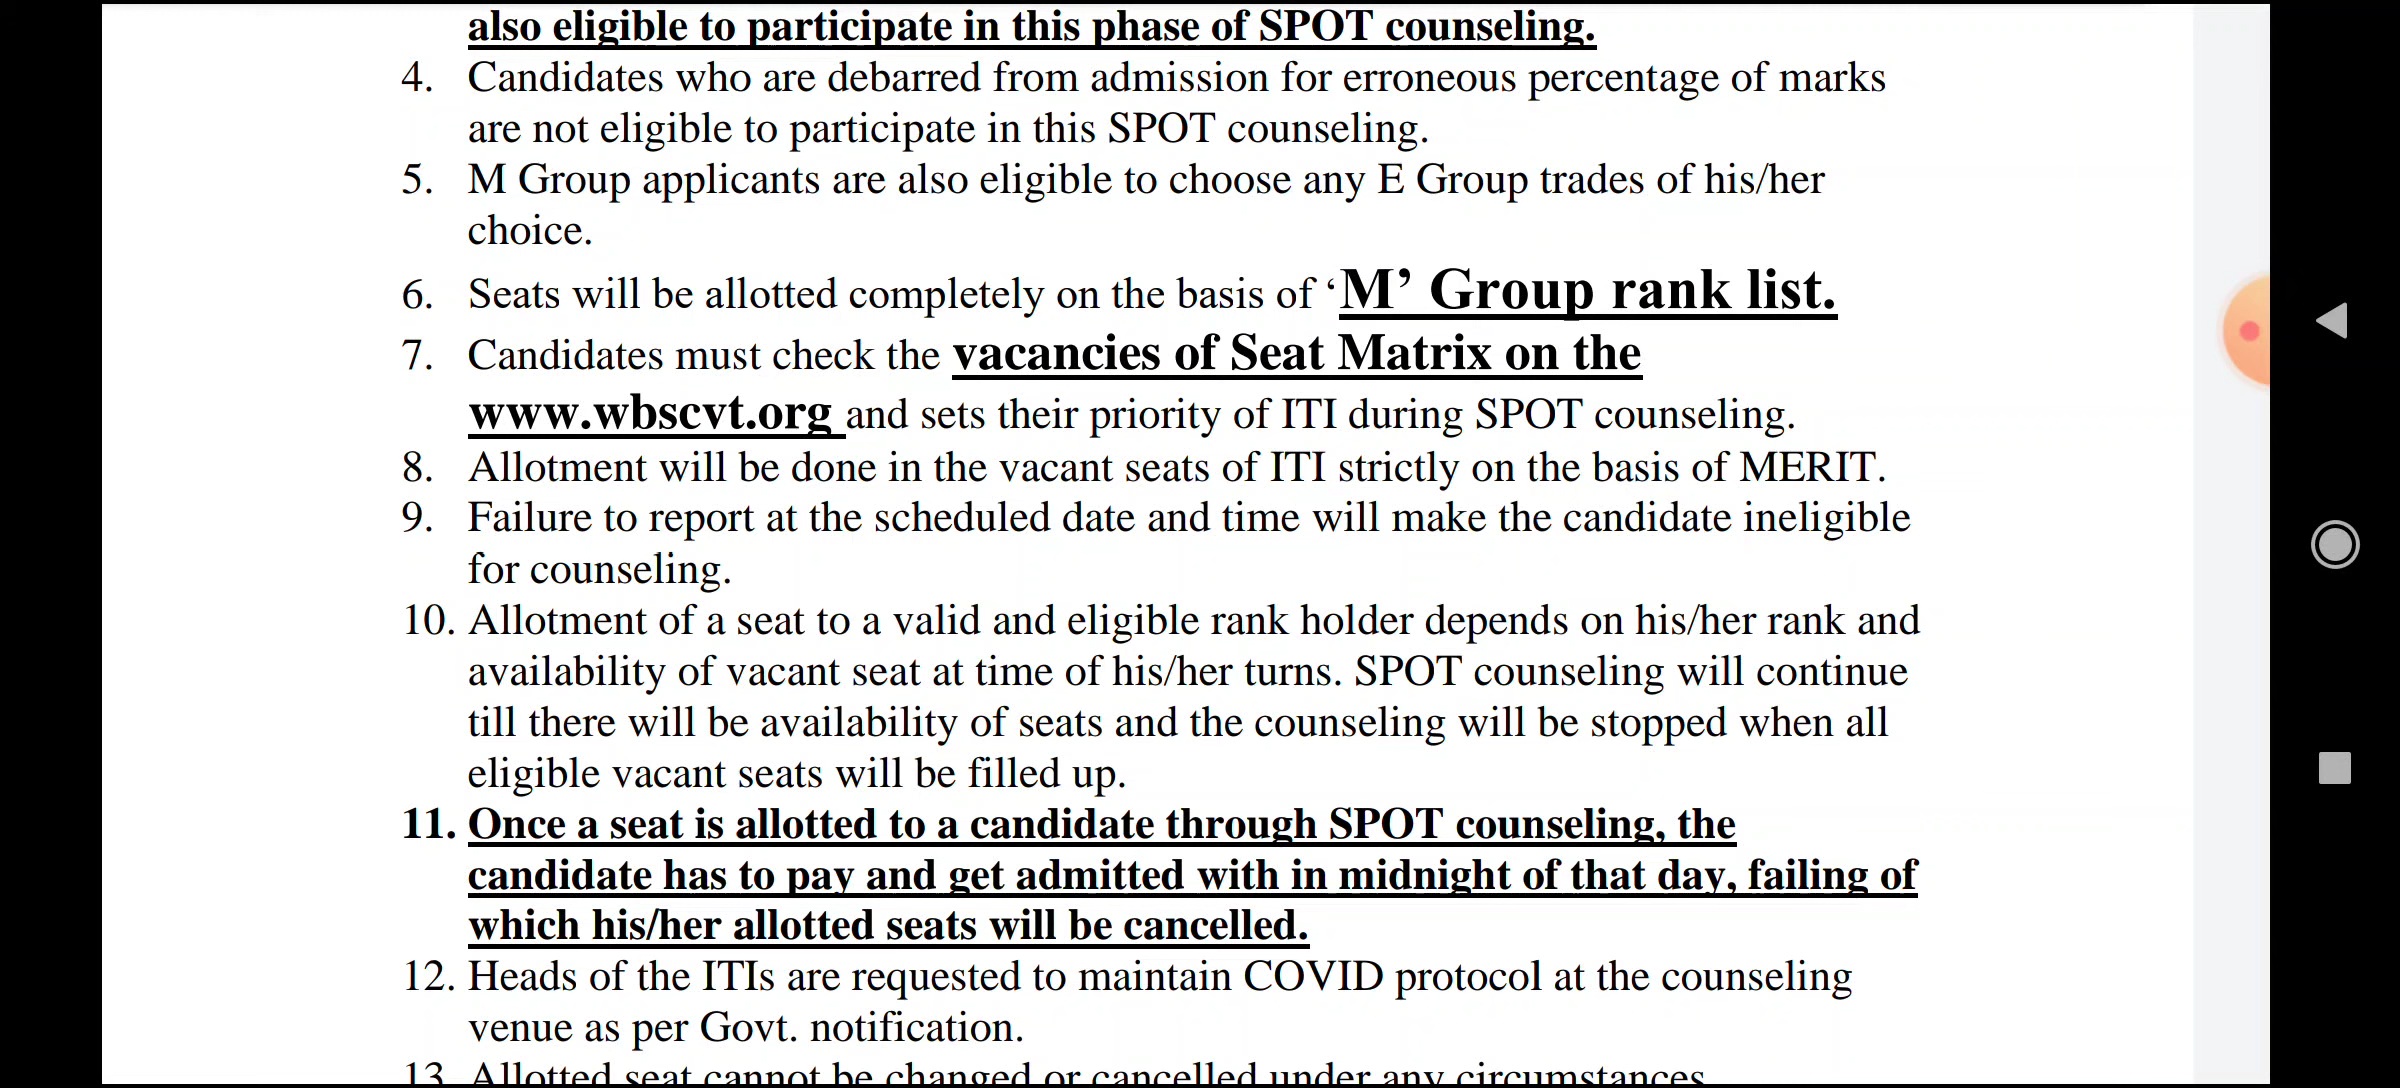 also eligible to participate in this phase of SPOT counseling.
4. Candidates who are debarred from admission for erroneous percentage of marks
are not eligible to participate in this SPOT counseling.
5. M Group applicants are also eligible to choose any E Group trades of his/her
choice.
6. Seats will be allotted completely on the basis of ‘M’ Group rank list.
7. Candidates must check the vacancies of Seat Matrix on the
www.wbscvt.org and sets their priority of ITI during SPOT counseling.
8. Allotment will be done in the vacant seats of ITI strictly on the basis of MERIT.
9. Failure to report at the scheduled date and time will make the candidate ineligible
for counseling.
10. Allotment of a seat to a valid and eligible rank holder depends on his/her rank and
availability of vacant seat at time of his/her turns. SPOT counseling will continue
till there will be availability of seats and the counseling will be stopped when all
eligible vacant seats will be filled up.
11. Once a seat is allotted to a candidate through SPOT counseling, the
candidate has to pay and get admitted with in midnight of that day, failing of
which his/her allotted seats will be cancelled.
12. Heads of the ITIs are requested to maintain COVID protocol at the counseling
venue as per Govt. notification.
13. Allotted seat cannot be changed or cancelled under any circumstances